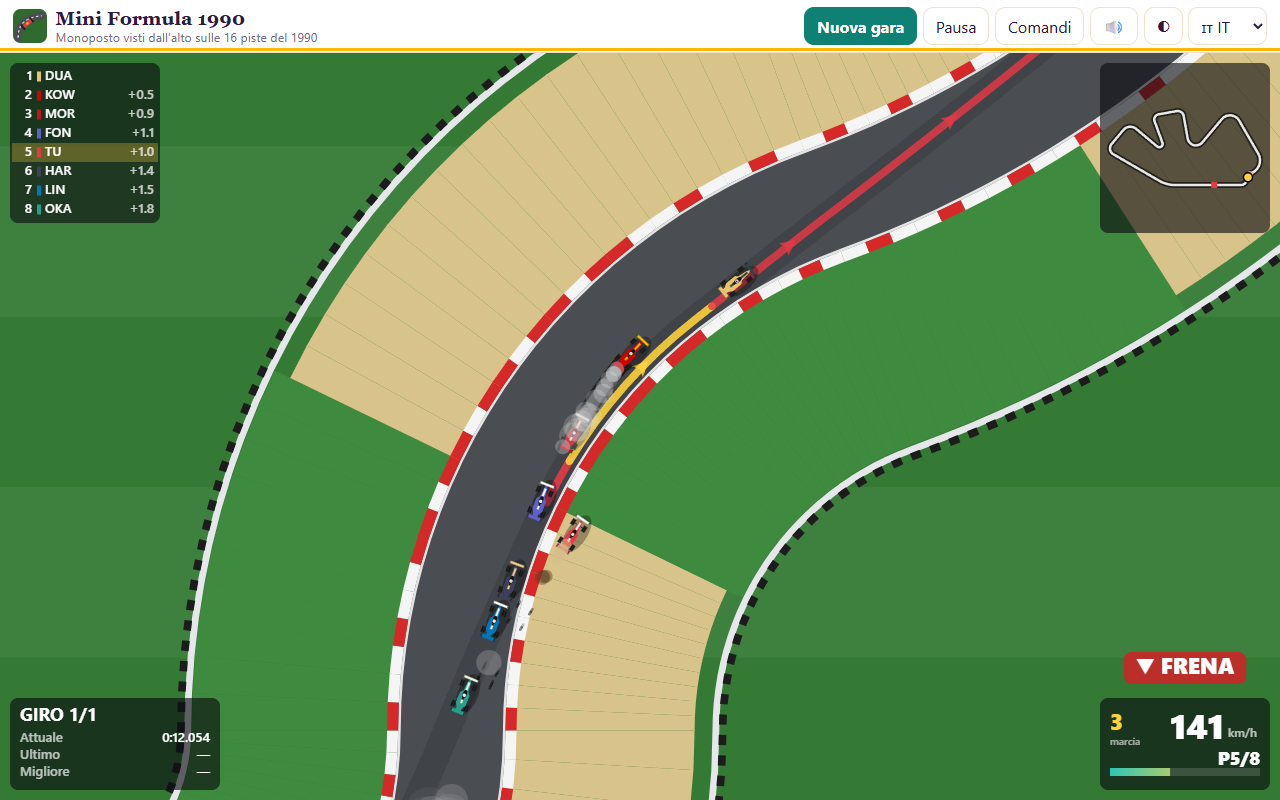 Mini Formula 1990
Monoposto visti dall'alto sulle 16 piste del 1990
Nuova gara
Pausa
Comandi
IT IT
1 DUA
2 KOW +0.5
3 MOR +0.9
4 FON +1.1
5 TU +1.0
6 HAR +1.4
7 LIN +1.5
8 OKA +1.8
GIRO 1/1
Attuale 0:12.054
Ultimo —
Migliore —
▼ FRENA
3 marcia
141 km/h
P5/8